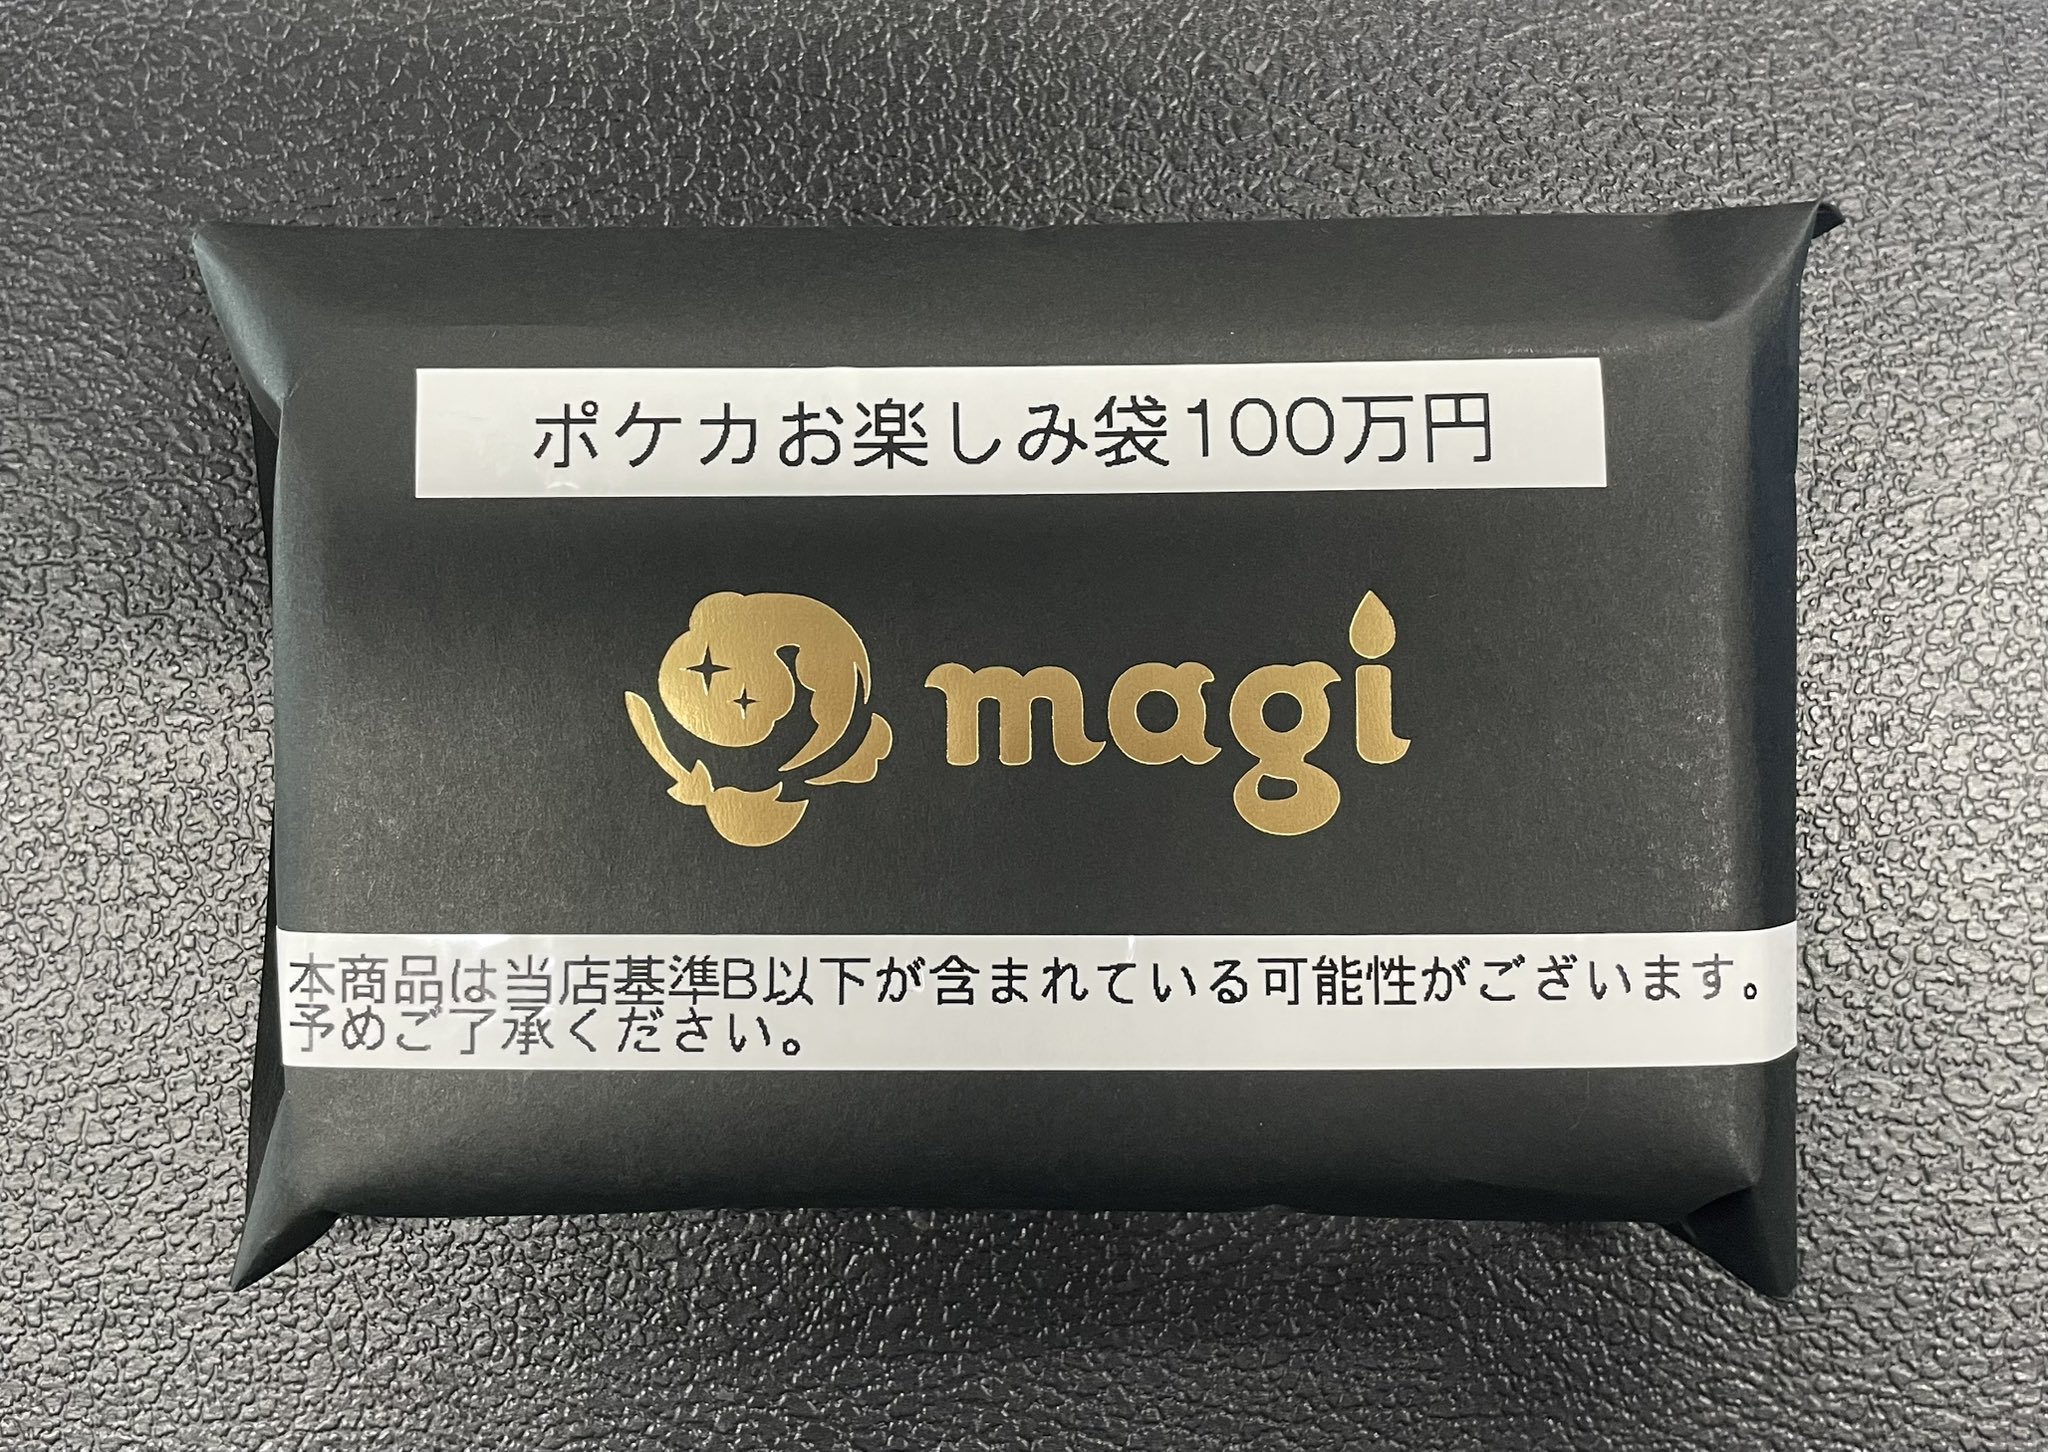 ポケカお楽しみ袋100万円
magi
本商品は当店基準B以下が含まれている可能性がございます。
予めご了承ください。